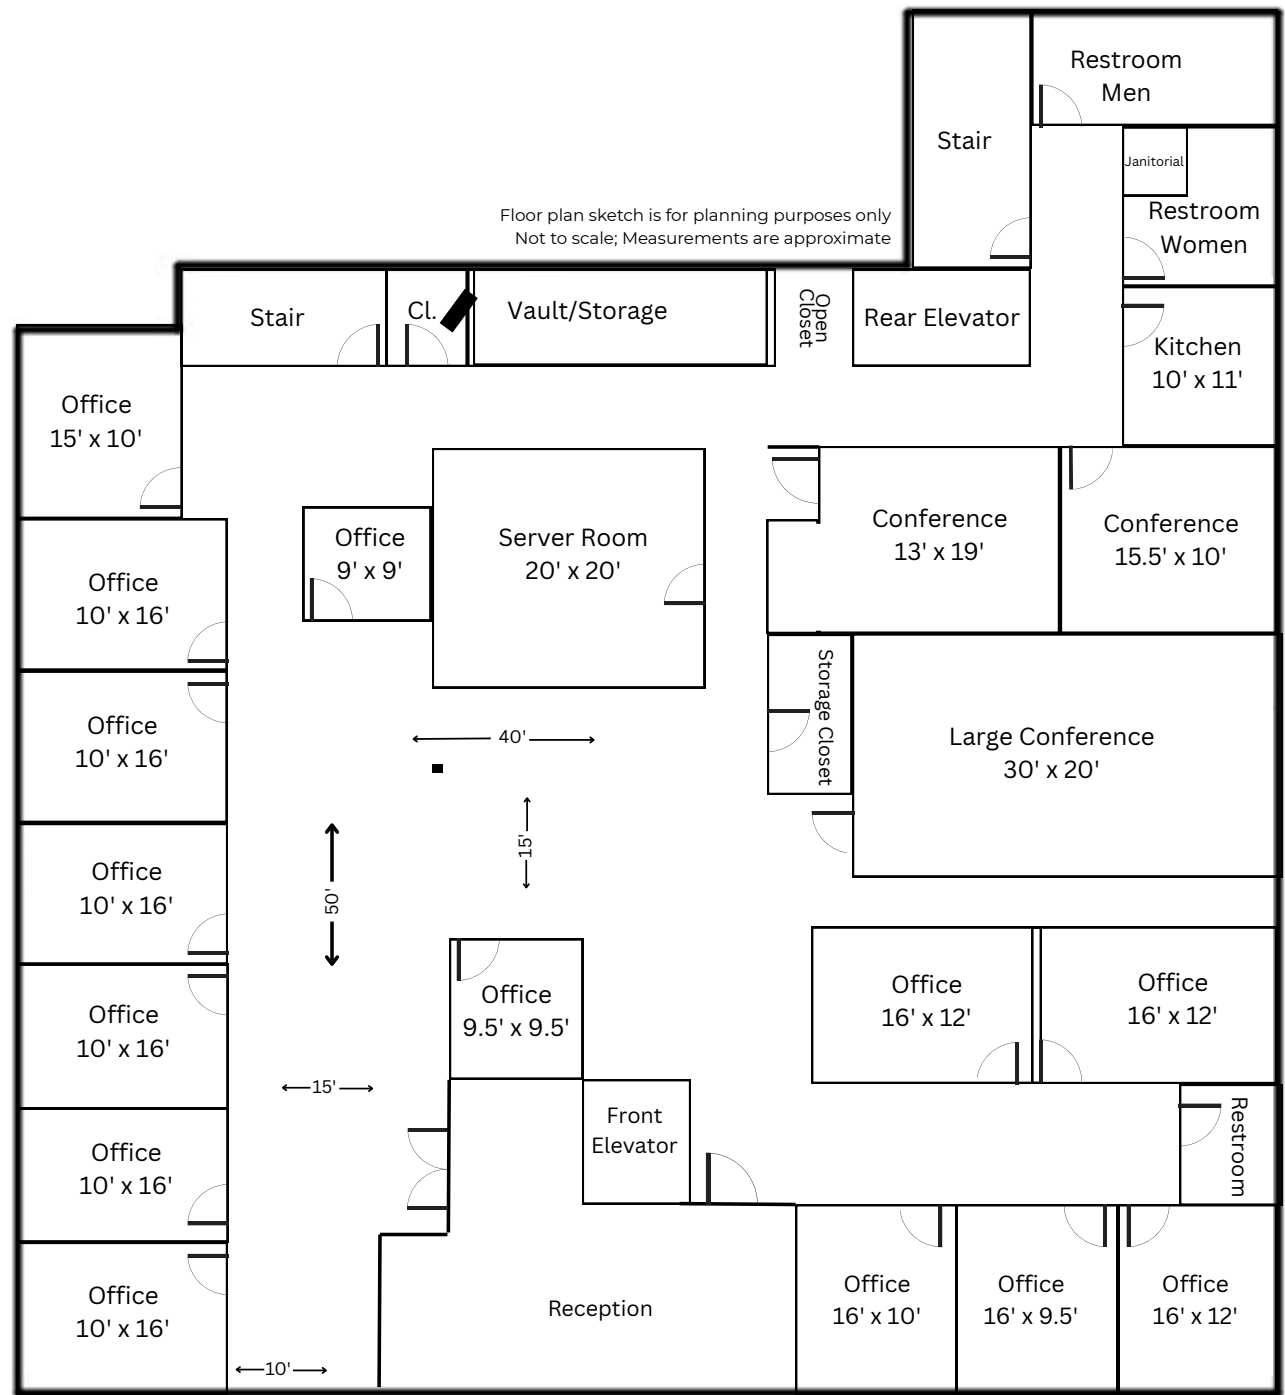 Restroom
Men
Stair
Janitorial
Restroom
Women
Floor plan sketch is for planning purposes only
Not to scale; Measurements are approximate
Stair
Cl.
Vault/Storage
Open
Closet
Rear Elevator
Kitchen
10' x 11'
Office
15' x 10'
Office
9' x 9'
Server Room
20' x 20'
Conference
13' x 19'
Conference
15.5' x 10'
Office
10' x 16'
Office
10' x 16'
40'
Storage Closet
Large Conference
30' x 20'
15'
50'
Office
10' x 16'
Office
9.5' x 9.5'
Office
16' x 12'
Office
16' x 12'
Office
10' x 16'
15'
Front
Elevator
Restroom
Office
10' x 16'
Office
10' x 16'
Reception
Office
16' x 10'
Office
16' x 9.5'
Office
16' x 12'
10'